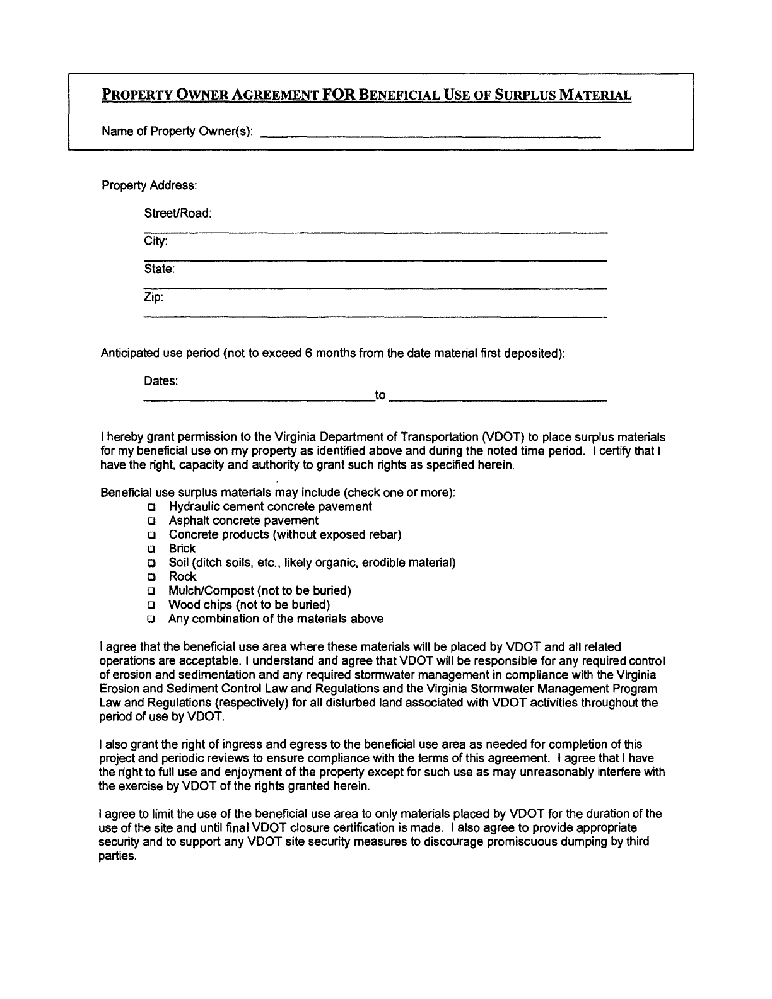 PROPERTY OWNER AGREEMENT FOR BENEFICIAL USE OF SURPLUS MATERIAL
Name of Property Owner(s):
Property Address:
Street/Road:
City:
State:
Zip:
Anticipated use period (not to exceed 6 months from the date material first deposited):
Dates:
to
I hereby grant permission to the Virginia Department of Transportation (VDOT) to place surplus materials
for my beneficial use on my property as identified above and during the noted time period. I certify that I
have the right, capacity and authority to grant such rights as specified herein.
Beneficial use surplus materials may include (check one or more):
❑ Hydraulic cement concrete pavement
❑ Asphalt concrete pavement
❑ Concrete products (without exposed rebar)
❑ Brick
❑ Soil (ditch soils, etc., likely organic, erodible material)
❑ Rock
❑ Mulch/Compost (not to be buried)
❑ Wood chips (not to be buried)
❑ Any combination of the materials above
I agree that the beneficial use area where these materials will be placed by VDOT and all related
operations are acceptable. I understand and agree that VDOT will be responsible for any required control
of erosion and sedimentation and any required stormwater management in compliance with the Virginia
Erosion and Sediment Control Law and Regulations and the Virginia Stormwater Management Program
Law and Regulations (respectively) for all disturbed land associated with VDOT activities throughout the
period of use by VDOT.
I also grant the right of ingress and egress to the beneficial use area as needed for completion of this
project and periodic reviews to ensure compliance with the terms of this agreement. I agree that I have
the right to full use and enjoyment of the property except for such use as may unreasonably interfere with
the exercise by VDOT of the rights granted herein.
I agree to limit the use of the beneficial use area to only materials placed by VDOT for the duration of the
use of the site and until final VDOT closure certification is made. I also agree to provide appropriate
security and to support any VDOT site security measures to discourage promiscuous dumping by third
parties.